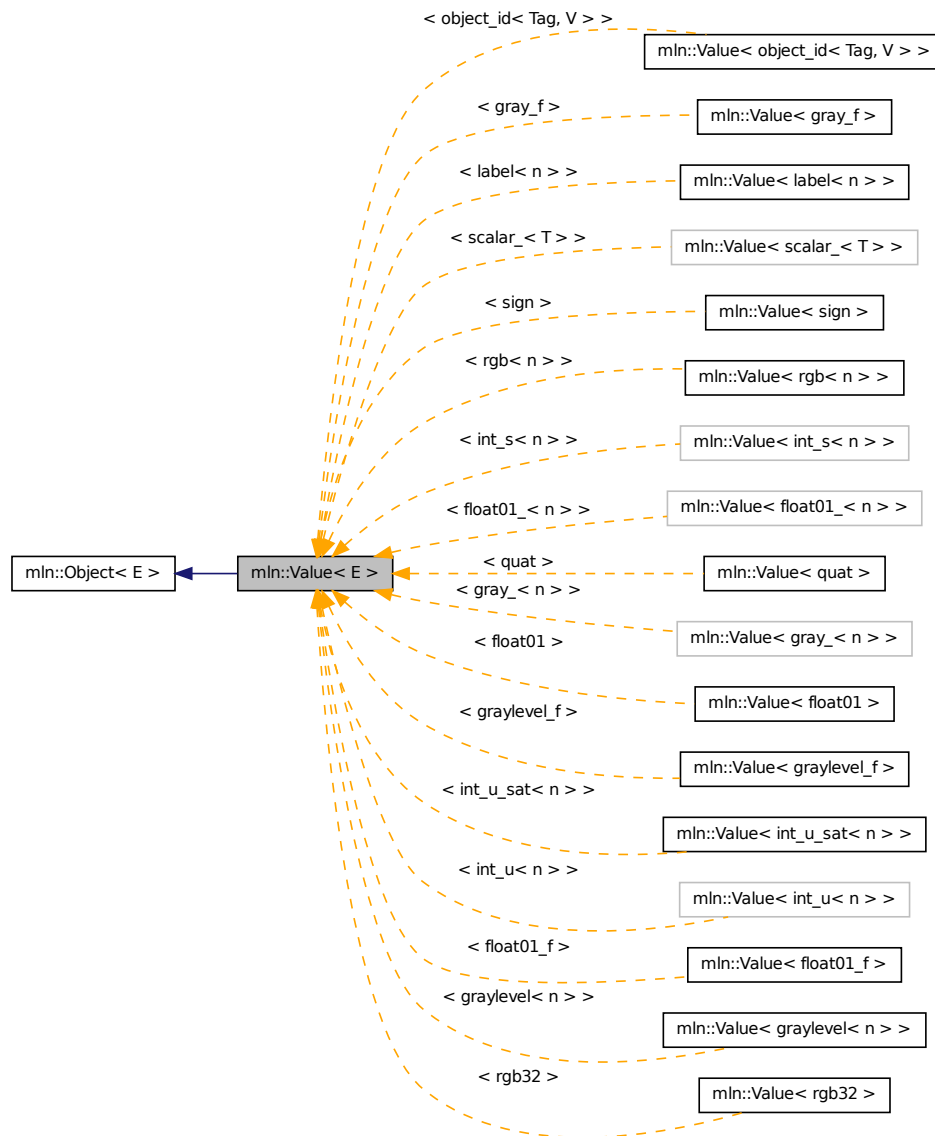 < object_id< Tag, V > >
mln::Value< object_id< Tag, V > >
< gray_f >
mln::Value< gray_f >
< label< n > >
mln::Value< label< n > >
< scalar_< T > >
mln::Value< scalar_< T > >
< sign >
mln::Value< sign >
< rgb< n > >
mln::Value< rgb< n > >
< int_s< n > >
mln::Value< int_s< n > >
< float01_< n > >
mln::Value< float01_< n > >
mln::Object< E >
mln::Value< E >
< quat >
mln::Value< quat >
< gray_< n > >
mln::Value< gray_< n > >
< float01 >
mln::Value< float01 >
< graylevel_f >
mln::Value< graylevel_f >
< int_u_sat< n > >
mln::Value< int_u_sat< n > >
< int_u< n > >
mln::Value< int_u< n > >
< float01_f >
mln::Value< float01_f >
< graylevel< n > >
mln::Value< graylevel< n > >
< rgb32 >
mln::Value< rgb32 >